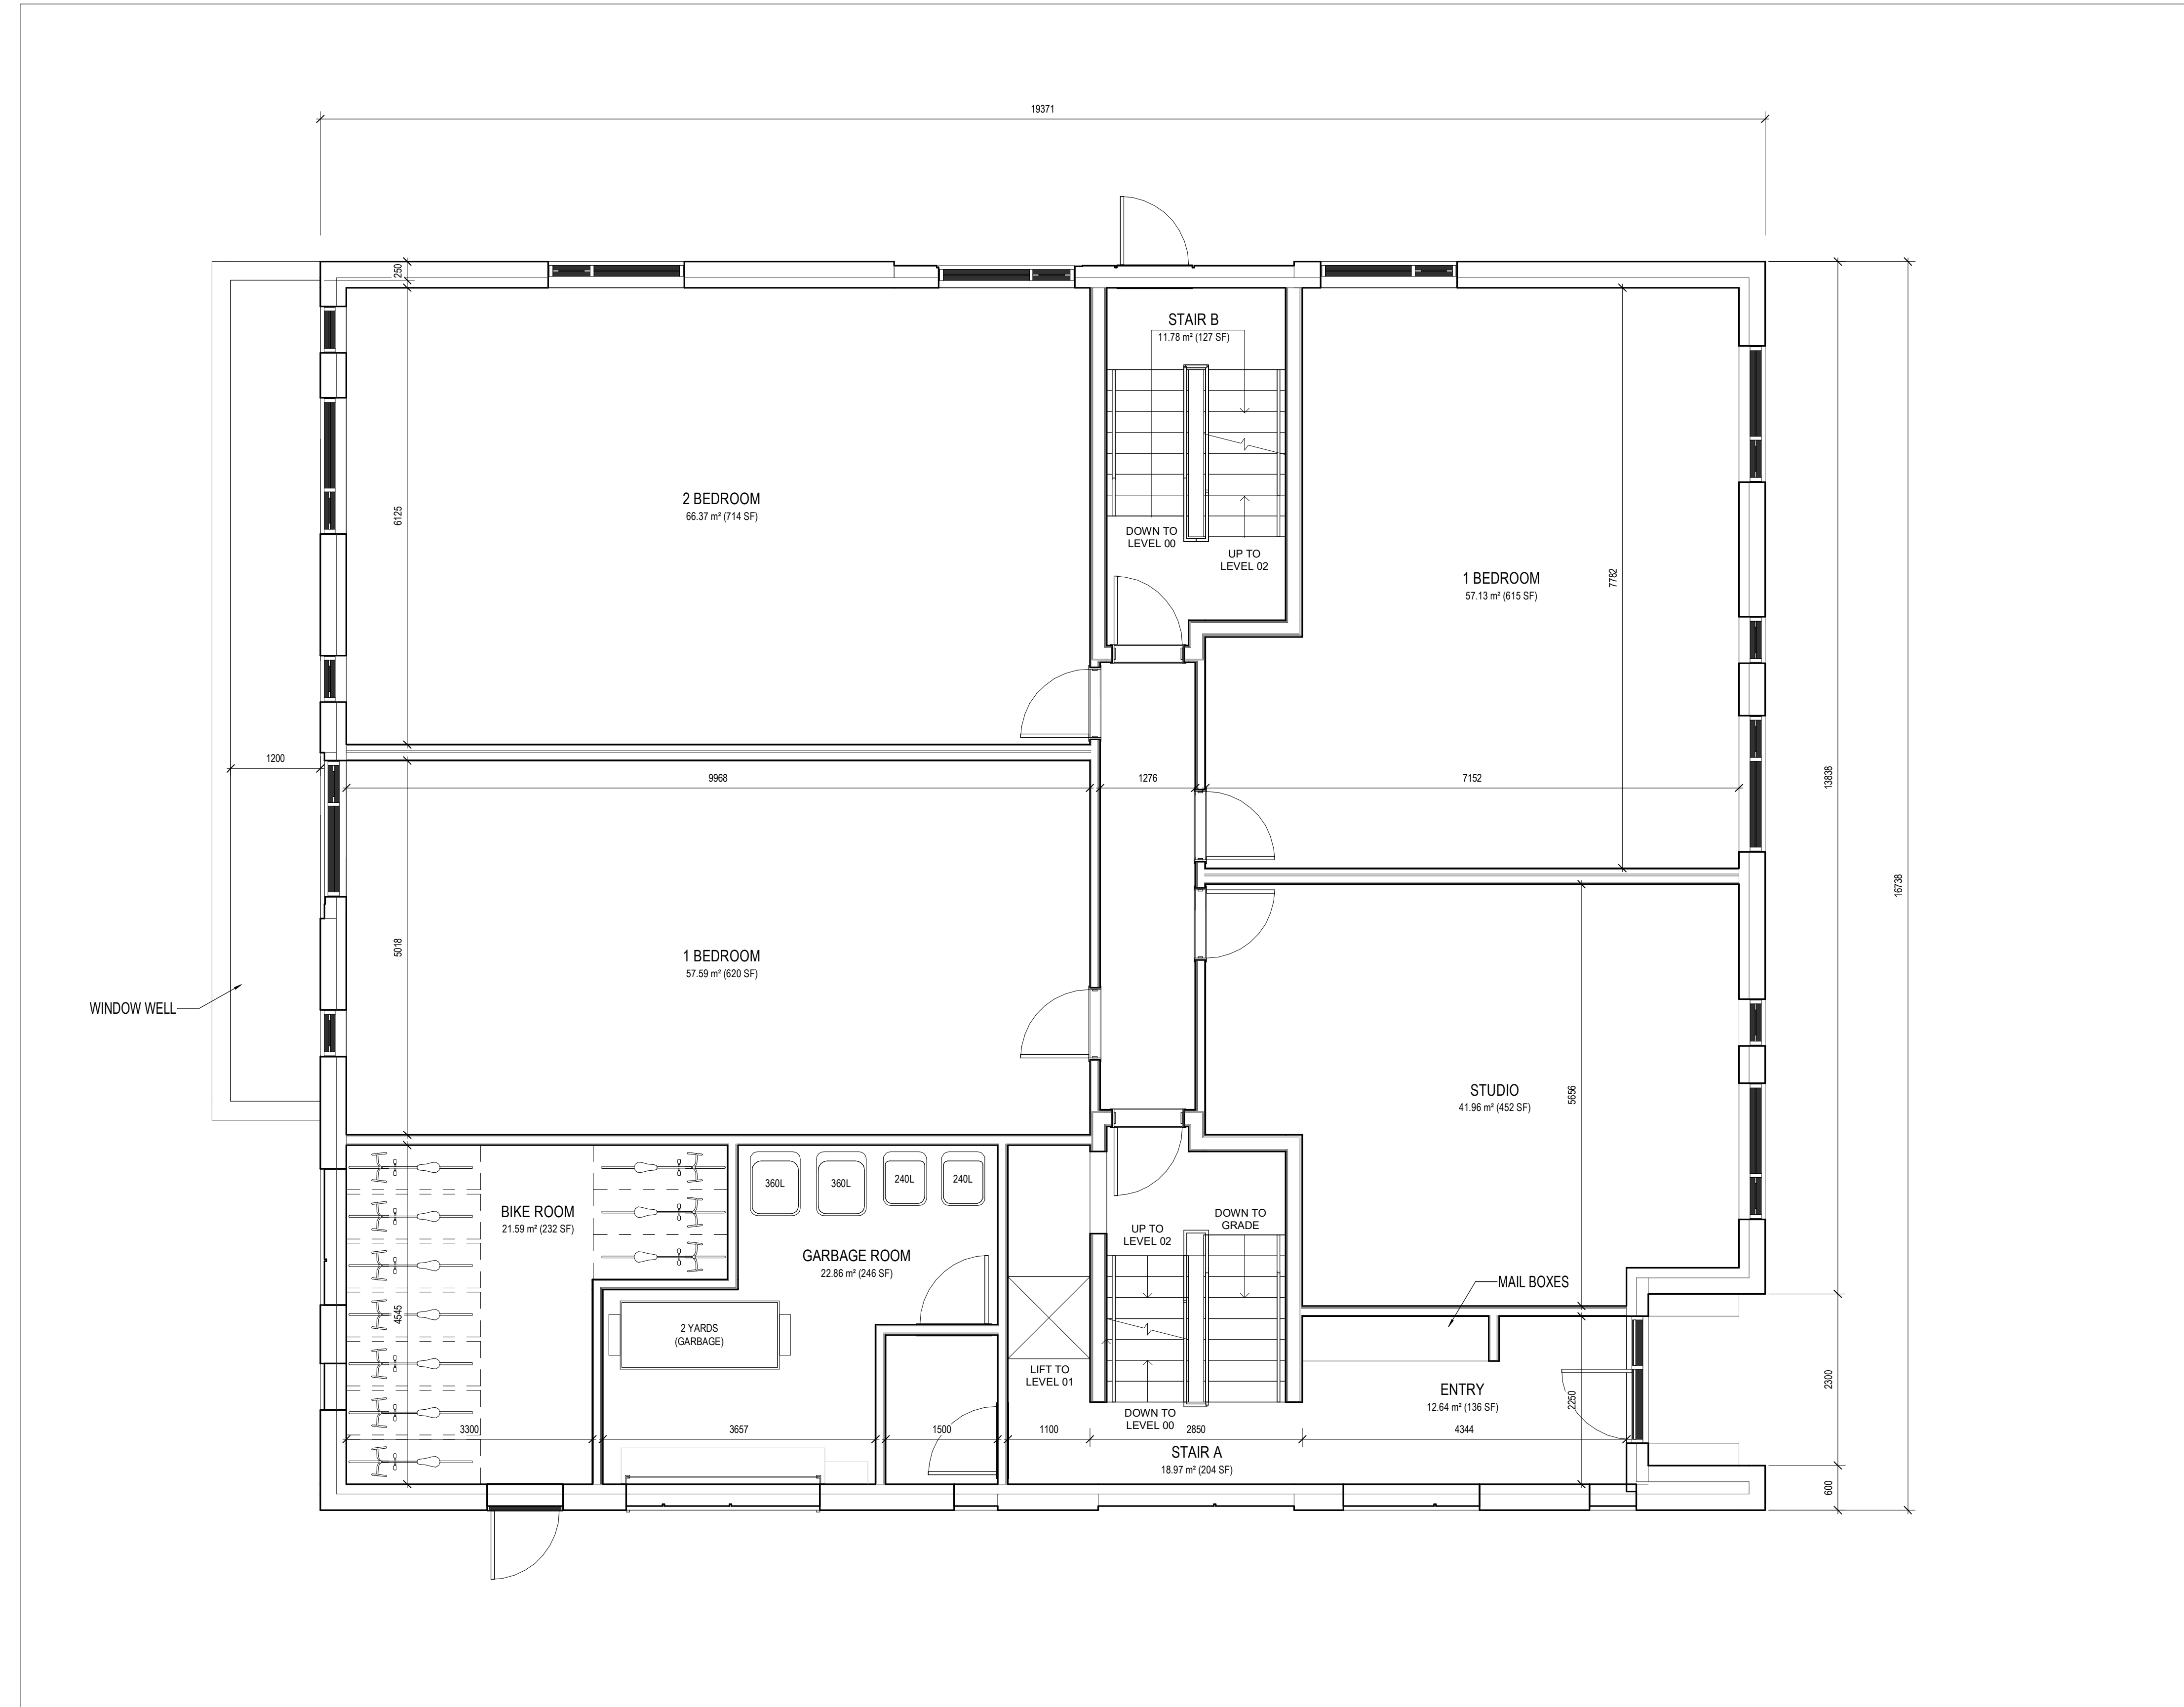 19371
250
STAIR B
11.78 m² (127 SF)
2 BEDROOM
66.37 m² (714 SF)
6125
DOWN TO
LEVEL 00
UP TO
LEVEL 02
1 BEDROOM
57.13 m² (615 SF)
7782
1200
9968
1276
7152
13838
16738
1 BEDROOM
57.59 m² (620 SF)
5018
WINDOW WELL
STUDIO
41.96 m² (452 SF)
5656
360L
360L
240L
240L
BIKE ROOM
21.59 m² (232 SF)
GARBAGE ROOM
22.86 m² (246 SF)
UP TO
LEVEL 02
DOWN TO
GRADE
MAIL BOXES
4545
2 YARDS
(GARBAGE)
LIFT TO
LEVEL 01
ENTRY
12.64 m² (136 SF)
2250
2300
DOWN TO
LEVEL 00
3300
3657
1500
1100
2850
4344
STAIR A
18.97 m² (204 SF)
600